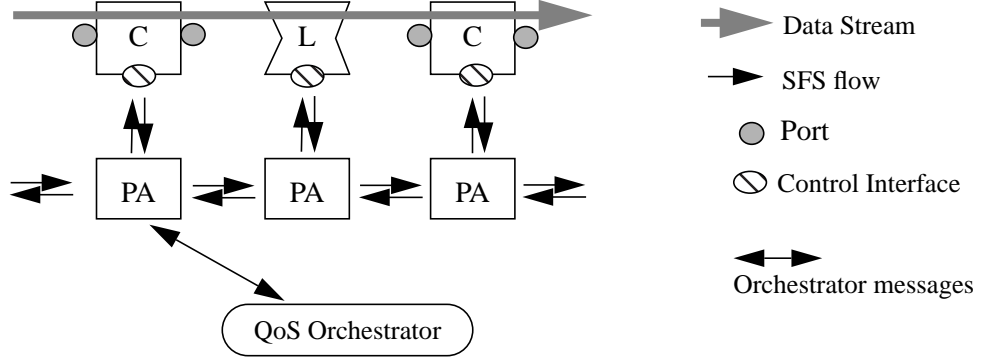 C L C Data Stream
SFS flow
Port
PA PA PA Control Interface
Orchestrator messages
QoS Orchestrator